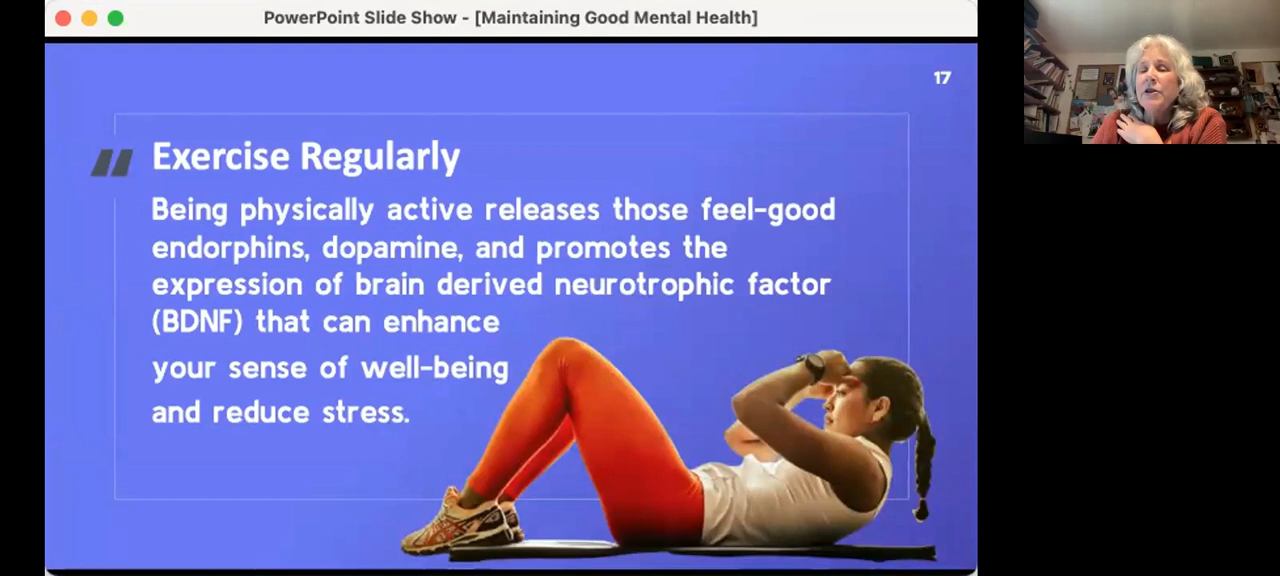 PowerPoint Slide Show - [Maintaining Good Mental Health]
17
Exercise Regularly
Being physically active releases those feel-good
endorphins, dopamine, and promotes the
expression of brain derived neurotrophic factor
(BDNF) that can enhance
your sense of well-being
and reduce stress.